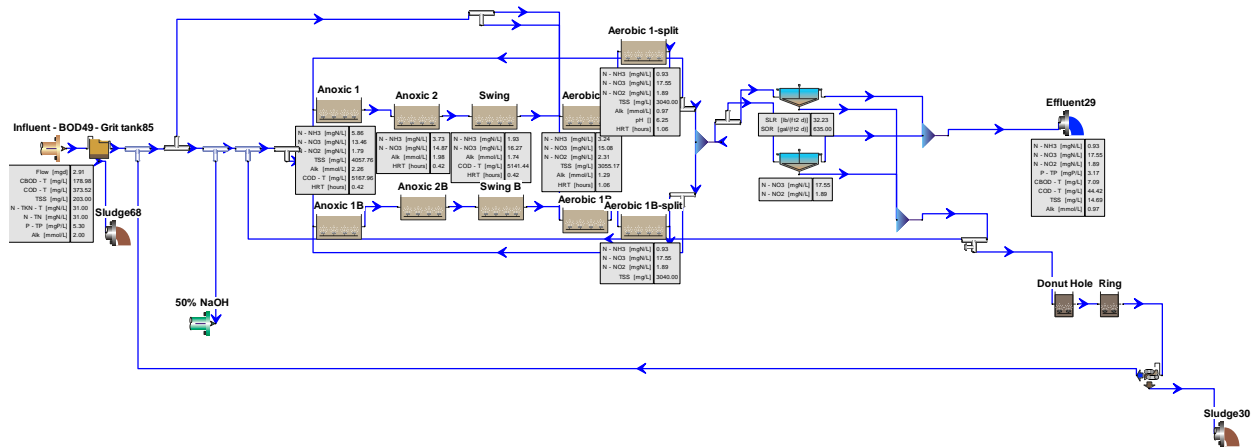 Aerobic 1-split
N - NH3 [mgN/L] 0.93
N - NO3 [mgN/L] 17.55
N - NO2 [mgN/L] 1.89
TSS [mg/L] 3040.00
Alk [mmol/L] 0.97
pH [] 6.25
HRT [hours] 1.06
Anoxic 1
N - NH3 [mgN/L] 5.86
N - NO3 [mgN/L] 13.46
N - NO2 [mgN/L] 1.79
TSS [mg/L] 4057.76
Alk [mmol/L] 2.26
COD - T [mg/L] 5167.96
HRT [hours] 0.42
Anoxic 2
N - NH3 [mgN/L] 3.73
N - NO3 [mgN/L] 14.87
Alk [mmol/L] 1.98
HRT [hours] 0.42
Swing
N - NH3 [mgN/L] 1.93
N - NO3 [mgN/L] 16.27
Alk [mmol/L] 1.74
COD - T [mg/L] 5141.44
HRT [hours] 0.42
Aerobic
N - NH3 [mgN/L] 3.24
N - NO3 [mgN/L] 15.08
N - NO2 [mgN/L] 2.31
TSS [mg/L] 3055.17
Alk [mmol/L] 1.29
HRT [hours] 1.06
SLR [lb/(ft2 d)] 32.23
SOR [gal/(ft2 d)] 635.00
N - NO3 [mgN/L] 17.55
N - NO2 [mgN/L] 1.89
Effluent29
N - NH3 [mgN/L] 0.93
N - NO3 [mgN/L] 17.55
N - NO2 [mgN/L] 1.89
P - TP [mgP/L] 3.17
CBOD - T [mg/L] 7.09
COD - T [mg/L] 44.42
TSS [mg/L] 14.69
Alk [mmol/L] 0.97
Influent - BOD49 - Grit tank85
Flow [mgd] 2.91
CBOD - T [mg/L] 178.98
COD - T [mg/L] 373.52
TSS [mg/L] 203.00
N - TKN - T [mgN/L] 31.00
N - TN [mgN/L] 31.00
P - TP [mgP/L] 5.30
Alk [mmol/L] 2.00
Sludge68
Anoxic 1B
Anoxic 2B
Swing B
Aerobic 1B
Aerobic 1B-split
N - NH3 [mgN/L] 0.93
N - NO3 [mgN/L] 17.55
N - NO2 [mgN/L] 1.89
TSS [mg/L] 3040.00
50% NaOH
Donut Hole
Ring
Sludge30